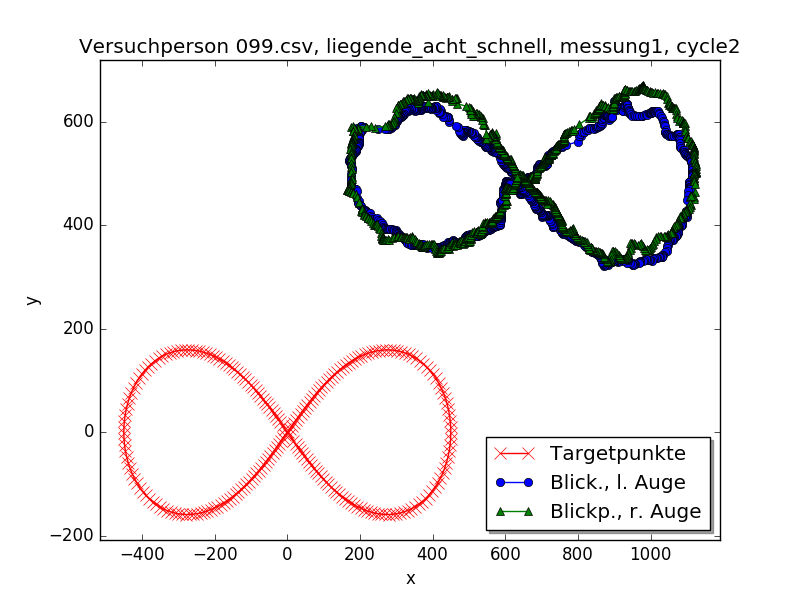 Versuchperson 099.csv, liegende_acht_schnell, messung1, cycle2
600
400
200
0
−200
y
−400
−200
0
200
400
600
800
1000
x
Targetpunkte
Blick., l. Auge
Blickp., r. Auge